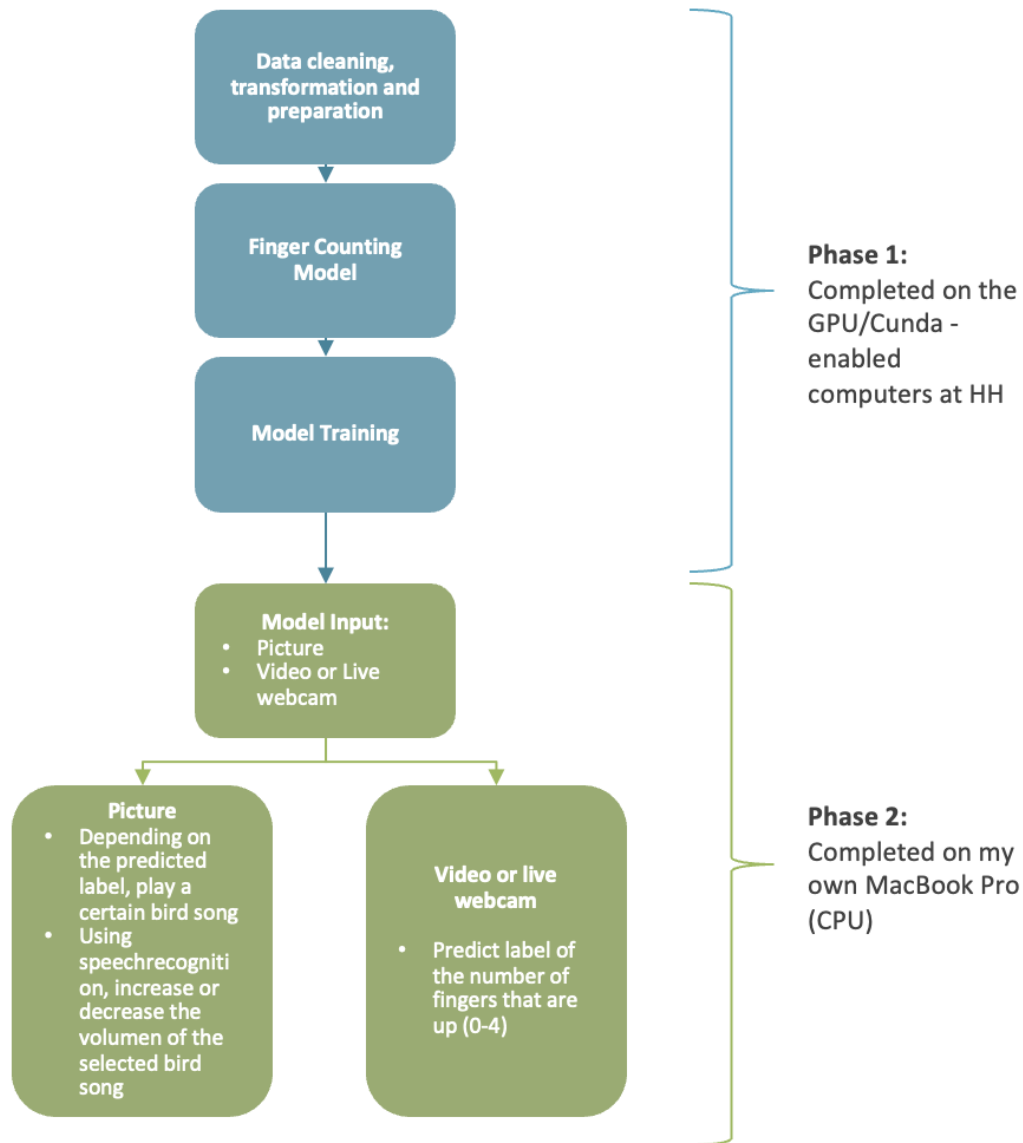 Data cleaning,
transformation and
preparation
Finger Counting
Model
Model Training
Phase 1:
Completed on the
GPU/Cunda -
enabled
computers at HH
Model Input:
• Picture
• Video or Live
webcam
Picture
• Depending on
the predicted
label, play a
certain bird song
• Using
speechrecogniti
on, increase or
decrease the
volumen of the
selected bird
song
Video or live
webcam
• Predict label of
the number of
fingers that are
up (0-4)
Phase 2:
Completed on my
own MacBook Pro
(CPU)